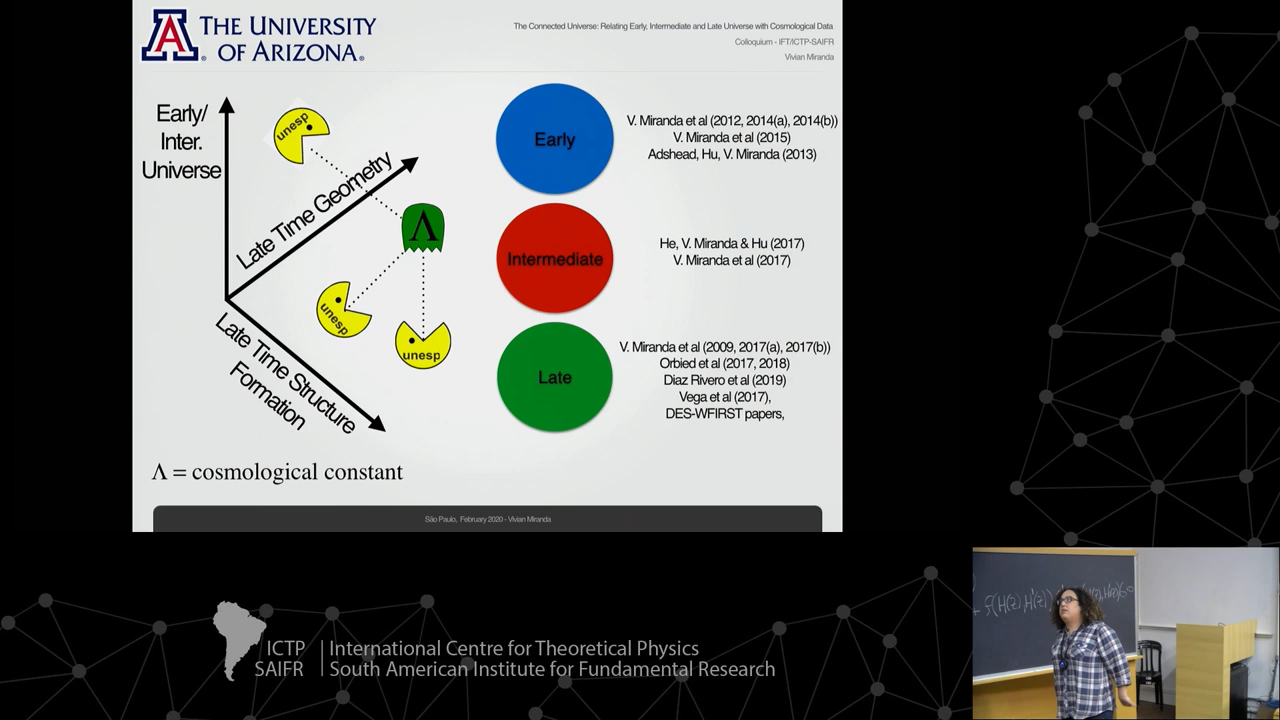 THE UNIVERSITY
OF ARIZONA®
The Connected Universe: Relating Early, Intermediate and Late Universe with Cosmological Data
Colloquium - IFT/ICTP-SAIFR
Vivian Miranda
Early/
Inter.
Universe
unesp
Late Time Geometry
Λ
unesp
unesp
Late Time Structure
Formation
Λ = cosmological constant
Early
V. Miranda et al (2012, 2014(a), 2014(b))
V. Miranda et al (2015)
Adshead, Hu, V. Miranda (2013)
Intermediate
He, V. Miranda & Hu (2017)
V. Miranda et al (2017)
Late
V. Miranda et al (2009, 2017(a), 2017(b))
Orbied et al (2017, 2018)
Diaz Rivero et al (2019)
Vega et al (2017),
DES-WFIRST papers,
São Paulo, February 2020 - Vivian Miranda
ICTP
SAIFR
International Centre for Theoretical Physics
South American Institute for Fundamental Research